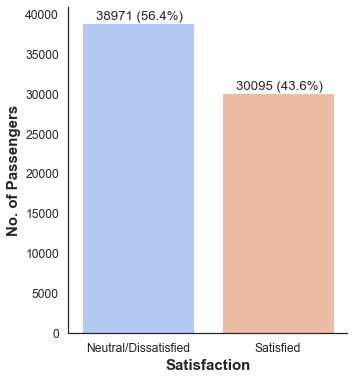 38971 (56.4%)
30095 (43.6%)
40000
35000
30000
25000
20000
15000
10000
5000
0
No. of Passengers
Neutral/Dissatisfied
Satisfied
Satisfaction